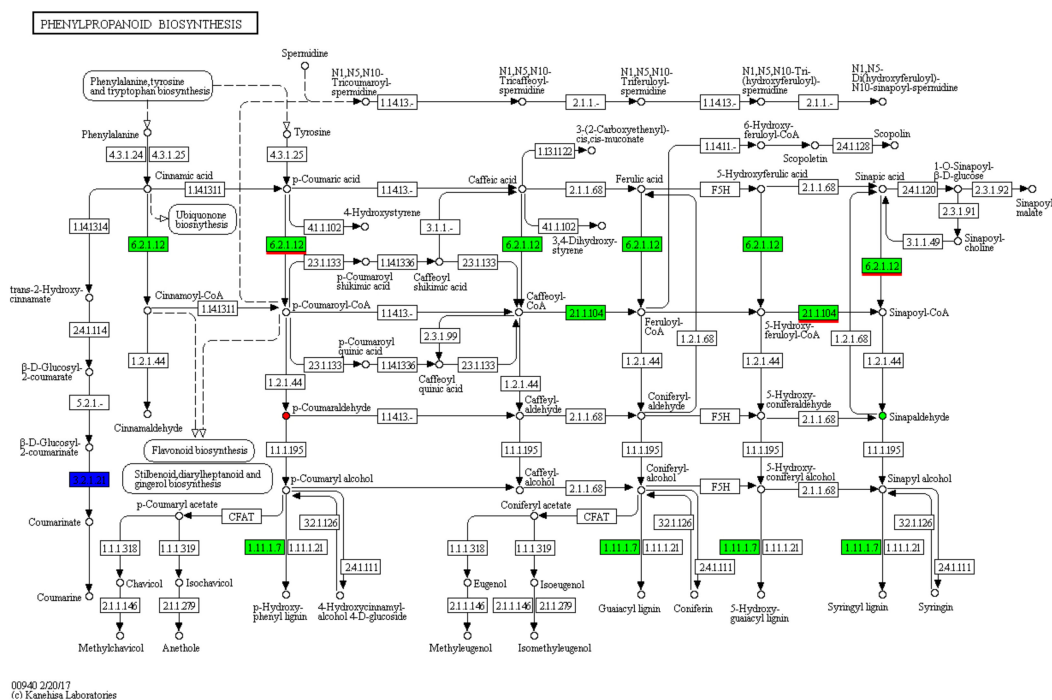 PHENYLPROPANOID BIOSYNTHESIS
Spermidine
Phenylalanine,tyrosine
and tryptophan biosynthesis
N1,N5,N10-
Tricoumaroyl-
spermidine
1.14.13.-
N1,N5,N10-
Tricaffeoyl-
spermidine
2.1.1.-
N1,N5,N10-
Triferuloyl-
spermidine
1.14.13.-
N1,N5,N10-Tri-
(hydroxyferuloyl)-
spermidine
2.1.1.-
N1,N5-
Di(hydroxyferuloyl)-
N10-sinapoyl-spermidine
Phenylalanine
Tyrosine
4.3.1.24
4.3.1.25
4.3.1.25
1.13.11.22
3-(2-Carboxyethenyl)-
cis,cis-muconate
1.14.11.-
6-Hydroxy-
feruloyl-CoA
Scopoletin
2.4.1.128
Scopolin
Cinnamic acid
1.14.13.11
p-Coumaric acid
1.14.13.-
Caffeic acid
2.1.1.68
Ferulic acid
F5H
5-Hydroxyferulic acid
2.1.1.68
Sinapic acid
2.4.1.120
1-O-Sinapoyl-
β-D-glucose
2.3.1.92
Sinapoyl
malate
2.3.1.91
Sinapoyl-
choline
3.1.1.49
1.14.13.14
Ubiquonone
biosnythesis
4.1.1.102
4-Hydroxystyrene
3.1.1.-
4.1.1.102
3,4-Dihydroxy-
styrene
6.2.1.12
6.2.1.12
6.2.1.12
6.2.1.12
6.2.1.12
6.2.1.12
2.3.1.133
p-Coumaroyl
shikimic acid
1.14.13.36
Caffeoyl
shikimic acid
2.3.1.133
trans-2-Hydroxy-
cinnamate
Cinnamoyl-CoA
1.14.13.11
p-Coumaroyl-CoA
1.14.13.-
Caffeoyl-
CoA
2.1.1.104
Feruloyl-
CoA
5-Hydroxy-
feruloyl-CoA
2.1.1.104
Sinapoyl-CoA
2.4.1.114
2.3.1.99
1.2.1.68
1.2.1.68
p-Coumaroyl
quinic acid
2.3.1.133
1.14.13.36
Caffeoyl
quinic acid
2.3.1.133
β-D-Glucosyl-
2-coumarate
1.2.1.44
1.2.1.44
1.2.1.44
1.2.1.44
1.2.1.44
1.2.1.44
5.2.1.-
Cinnamaldehyde
p-Coumaraldehyde
1.14.13.-
Caffeyl-
aldehyde
2.1.1.68
Coniferyl-
aldehyde
F5H
5-Hydroxy-
coniferaldehyde
2.1.1.68
Sinapaldehyde
β-D-Glucosyl-
2-coumarinate
Flavonoid biosynthesis
1.1.1.195
1.1.1.195
1.1.1.195
1.1.1.195
1.1.1.195
Stilbenoid,diarylheptanoid and
gingerol biosynthesis
3.2.1.21
p-Coumaryl alcohol
Caffeyl-
alcohol
2.1.1.68
Coniferyl-
alcohol
F5H
5-Hydroxy-
coniferyl alcohol
2.1.1.68
Sinapyl alcohol
Coumarinate
p-Coumaryl acetate
CFAT
3.2.1.126
Coniferyl acetate
CFAT
3.2.1.126
3.2.1.126
1.1.1.318
1.1.1.319
1.11.1.7
1.11.1.21
1.1.1.318
1.1.1.319
1.11.1.7
1.11.1.21
1.11.1.7
1.11.1.21
1.11.1.7
1.11.1.21
2.4.1.111
2.4.1.111
2.4.1.111
Coumarine
Chavicol
Isochavicol
Eugenol
Isoeugenol
2.1.1.146
2.1.1.279
p-Hydroxy-
phenyl lignin
4-Hydroxycinnamyl-
alcohol 4-D-glucoside
2.1.1.146
2.1.1.146
2.1.1.279
Guaiacyl lignin
Coniferin
5-Hydroxy-
guaiacyl lignin
Syringyl lignin
Syringin
Methylchavicol
Anethole
Methyleugenol
Isomethyleugenol
00940 2/20/17
(c) Kanehisa Laboratories